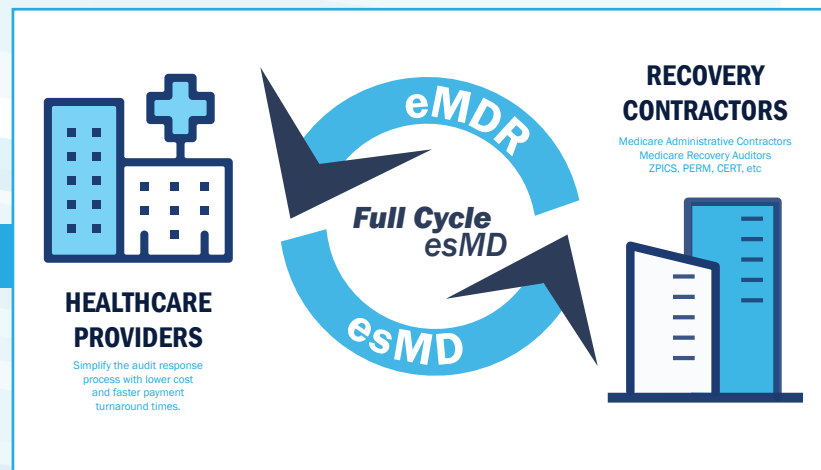 HEALTHCARE
PROVIDERS
Simplify the audit response
process with lower cost
and faster payment
turnaround times.
eMDR
Full Cycle
esMD
esMD
RECOVERY
CONTRACTORS
Medicare Administrative Contractors
Medicare Recovery Auditors
ZPICS, PERM, CERT, etc